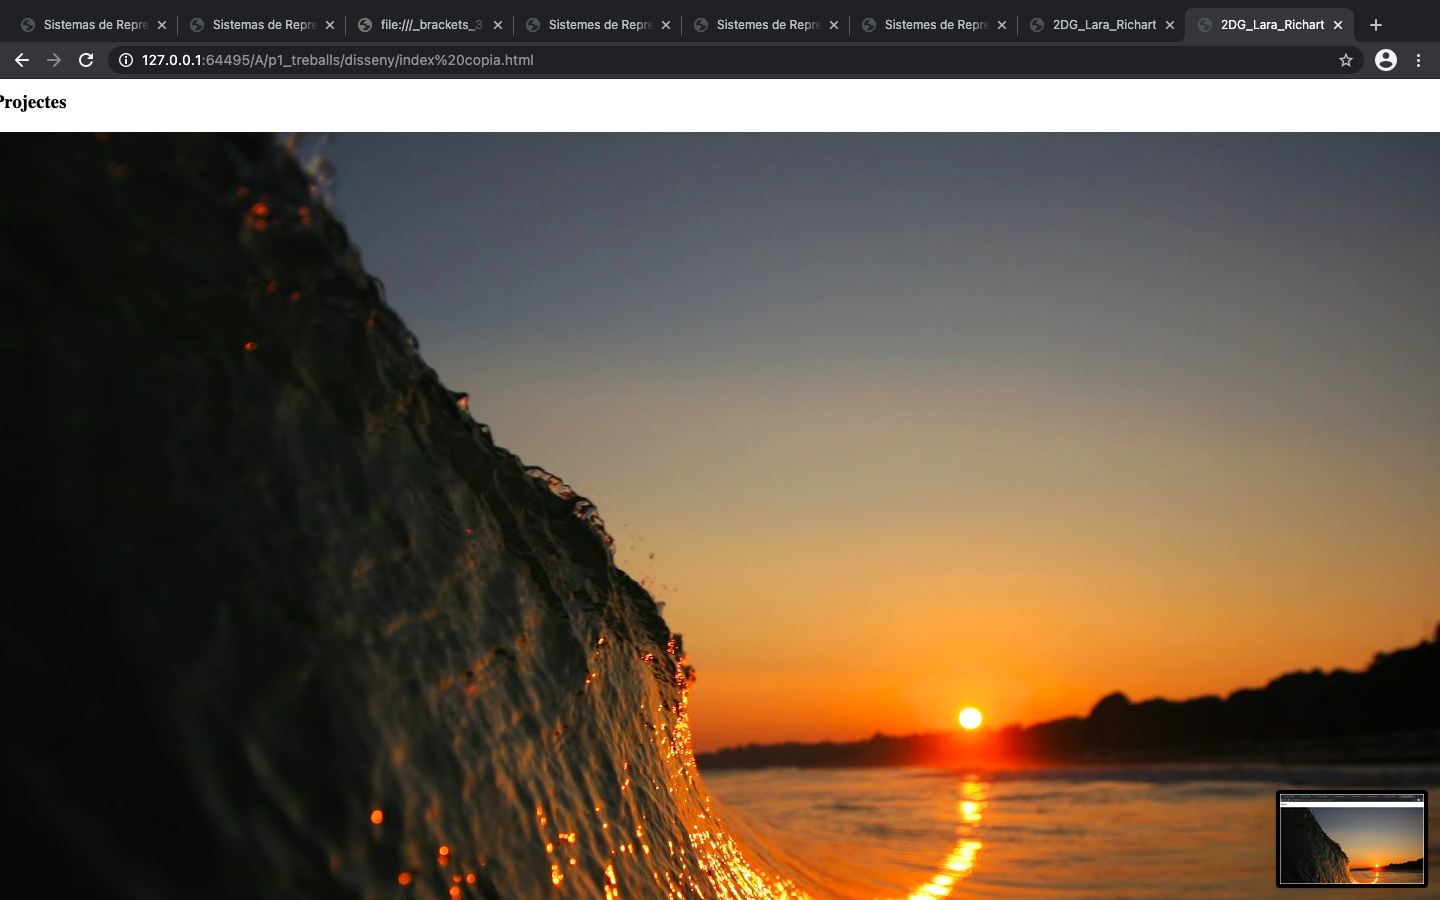 Sistemas de Repre
Sistemas de Repre
file:///_brackets_3
Sistemes de Repre
Sistemes de Repre
Sistemes de Repre
2DG_Lara_Richart
2DG_Lara_Richart
127.0.0.1:64495/A/p1_treballs/disseny/index%20copia.html
Projectes